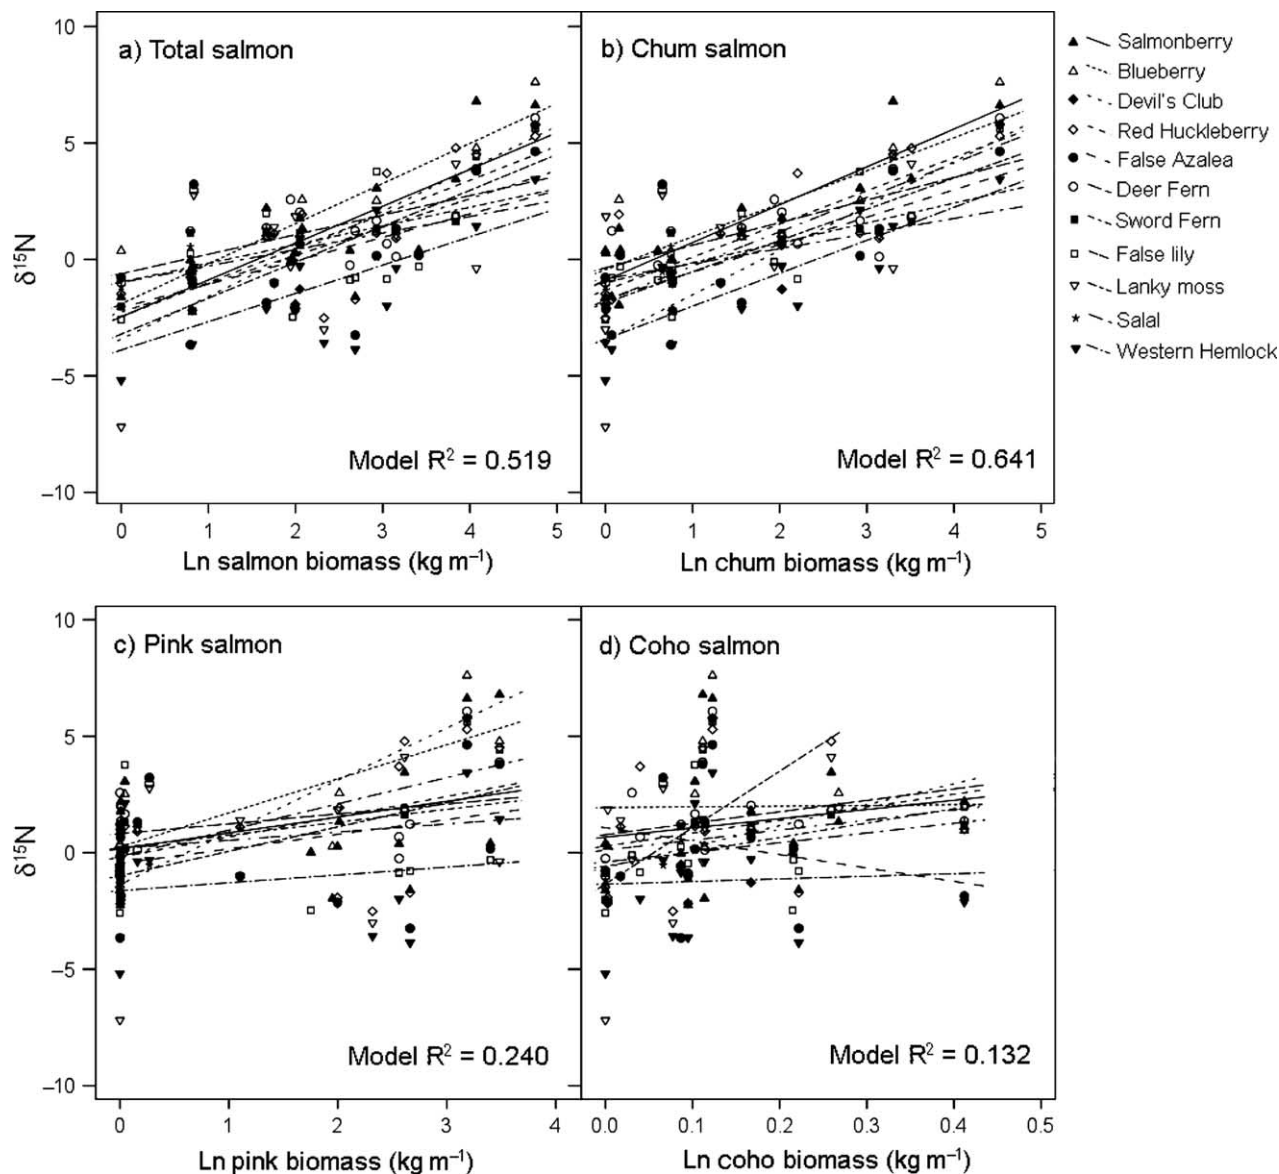 a) Total salmon
b) Chum salmon
10
5
0
–5
–10
δ¹⁵N
Model R² = 0.519
Model R² = 0.641
0 1 2 3 4 5
0 1 2 3 4 5
Ln salmon biomass (kg m⁻¹)
Ln chum biomass (kg m⁻¹)
Salmonberry
Blueberry
Devil's Club
Red Huckleberry
False Azalea
Deer Fern
Sword Fern
False lily
Lanky moss
Salal
Western Hemlock
c) Pink salmon
d) Coho salmon
10
5
0
–5
–10
δ¹⁵N
Model R² = 0.240
Model R² = 0.132
0 1 2 3 4
0.0 0.1 0.2 0.3 0.4 0.5
Ln pink biomass (kg m⁻¹)
Ln coho biomass (kg m⁻¹)